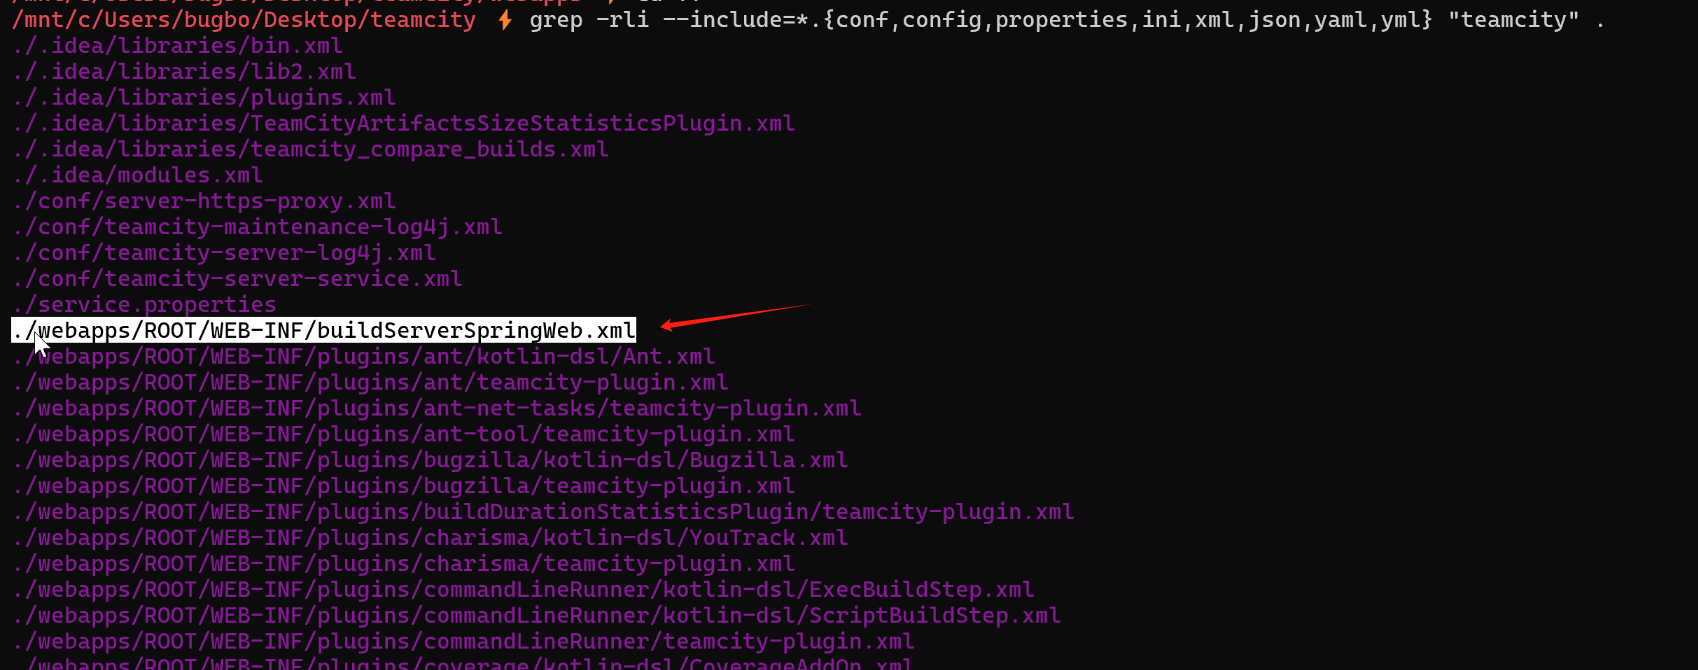 /mnt/c/Users/bugbo/Desktop/teamcity ⚡ grep -rli --include=*.{conf,config,properties,ini,xml,json,yaml,yml} "teamcity" .
./.idea/libraries/bin.xml
./.idea/libraries/lib2.xml
./.idea/libraries/plugins.xml
./.idea/libraries/TeamCityArtifactsSizeStatisticsPlugin.xml
./.idea/libraries/teamcity_compare_builds.xml
./.idea/modules.xml
./conf/server-https-proxy.xml
./conf/teamcity-maintenance-log4j.xml
./conf/teamcity-server-log4j.xml
./conf/teamcity-server-service.xml
./service.properties
./webapps/ROOT/WEB-INF/buildServerSpringWeb.xml
./webapps/ROOT/WEB-INF/plugins/ant/kotlin-dsl/Ant.xml
./webapps/ROOT/WEB-INF/plugins/ant/teamcity-plugin.xml
./webapps/ROOT/WEB-INF/plugins/ant-net-tasks/teamcity-plugin.xml
./webapps/ROOT/WEB-INF/plugins/ant-tool/teamcity-plugin.xml
./webapps/ROOT/WEB-INF/plugins/bugzilla/kotlin-dsl/Bugzilla.xml
./webapps/ROOT/WEB-INF/plugins/bugzilla/teamcity-plugin.xml
./webapps/ROOT/WEB-INF/plugins/buildDurationStatisticsPlugin/teamcity-plugin.xml
./webapps/ROOT/WEB-INF/plugins/charisma/kotlin-dsl/YouTrack.xml
./webapps/ROOT/WEB-INF/plugins/charisma/teamcity-plugin.xml
./webapps/ROOT/WEB-INF/plugins/commandLineRunner/kotlin-dsl/ExecBuildStep.xml
./webapps/ROOT/WEB-INF/plugins/commandLineRunner/kotlin-dsl/ScriptBuildStep.xml
./webapps/ROOT/WEB-INF/plugins/commandLineRunner/teamcity-plugin.xml
./webapps/ROOT/WEB-INF/plugins/coverage/kotlin-dsl/CoverageAddOn.xml